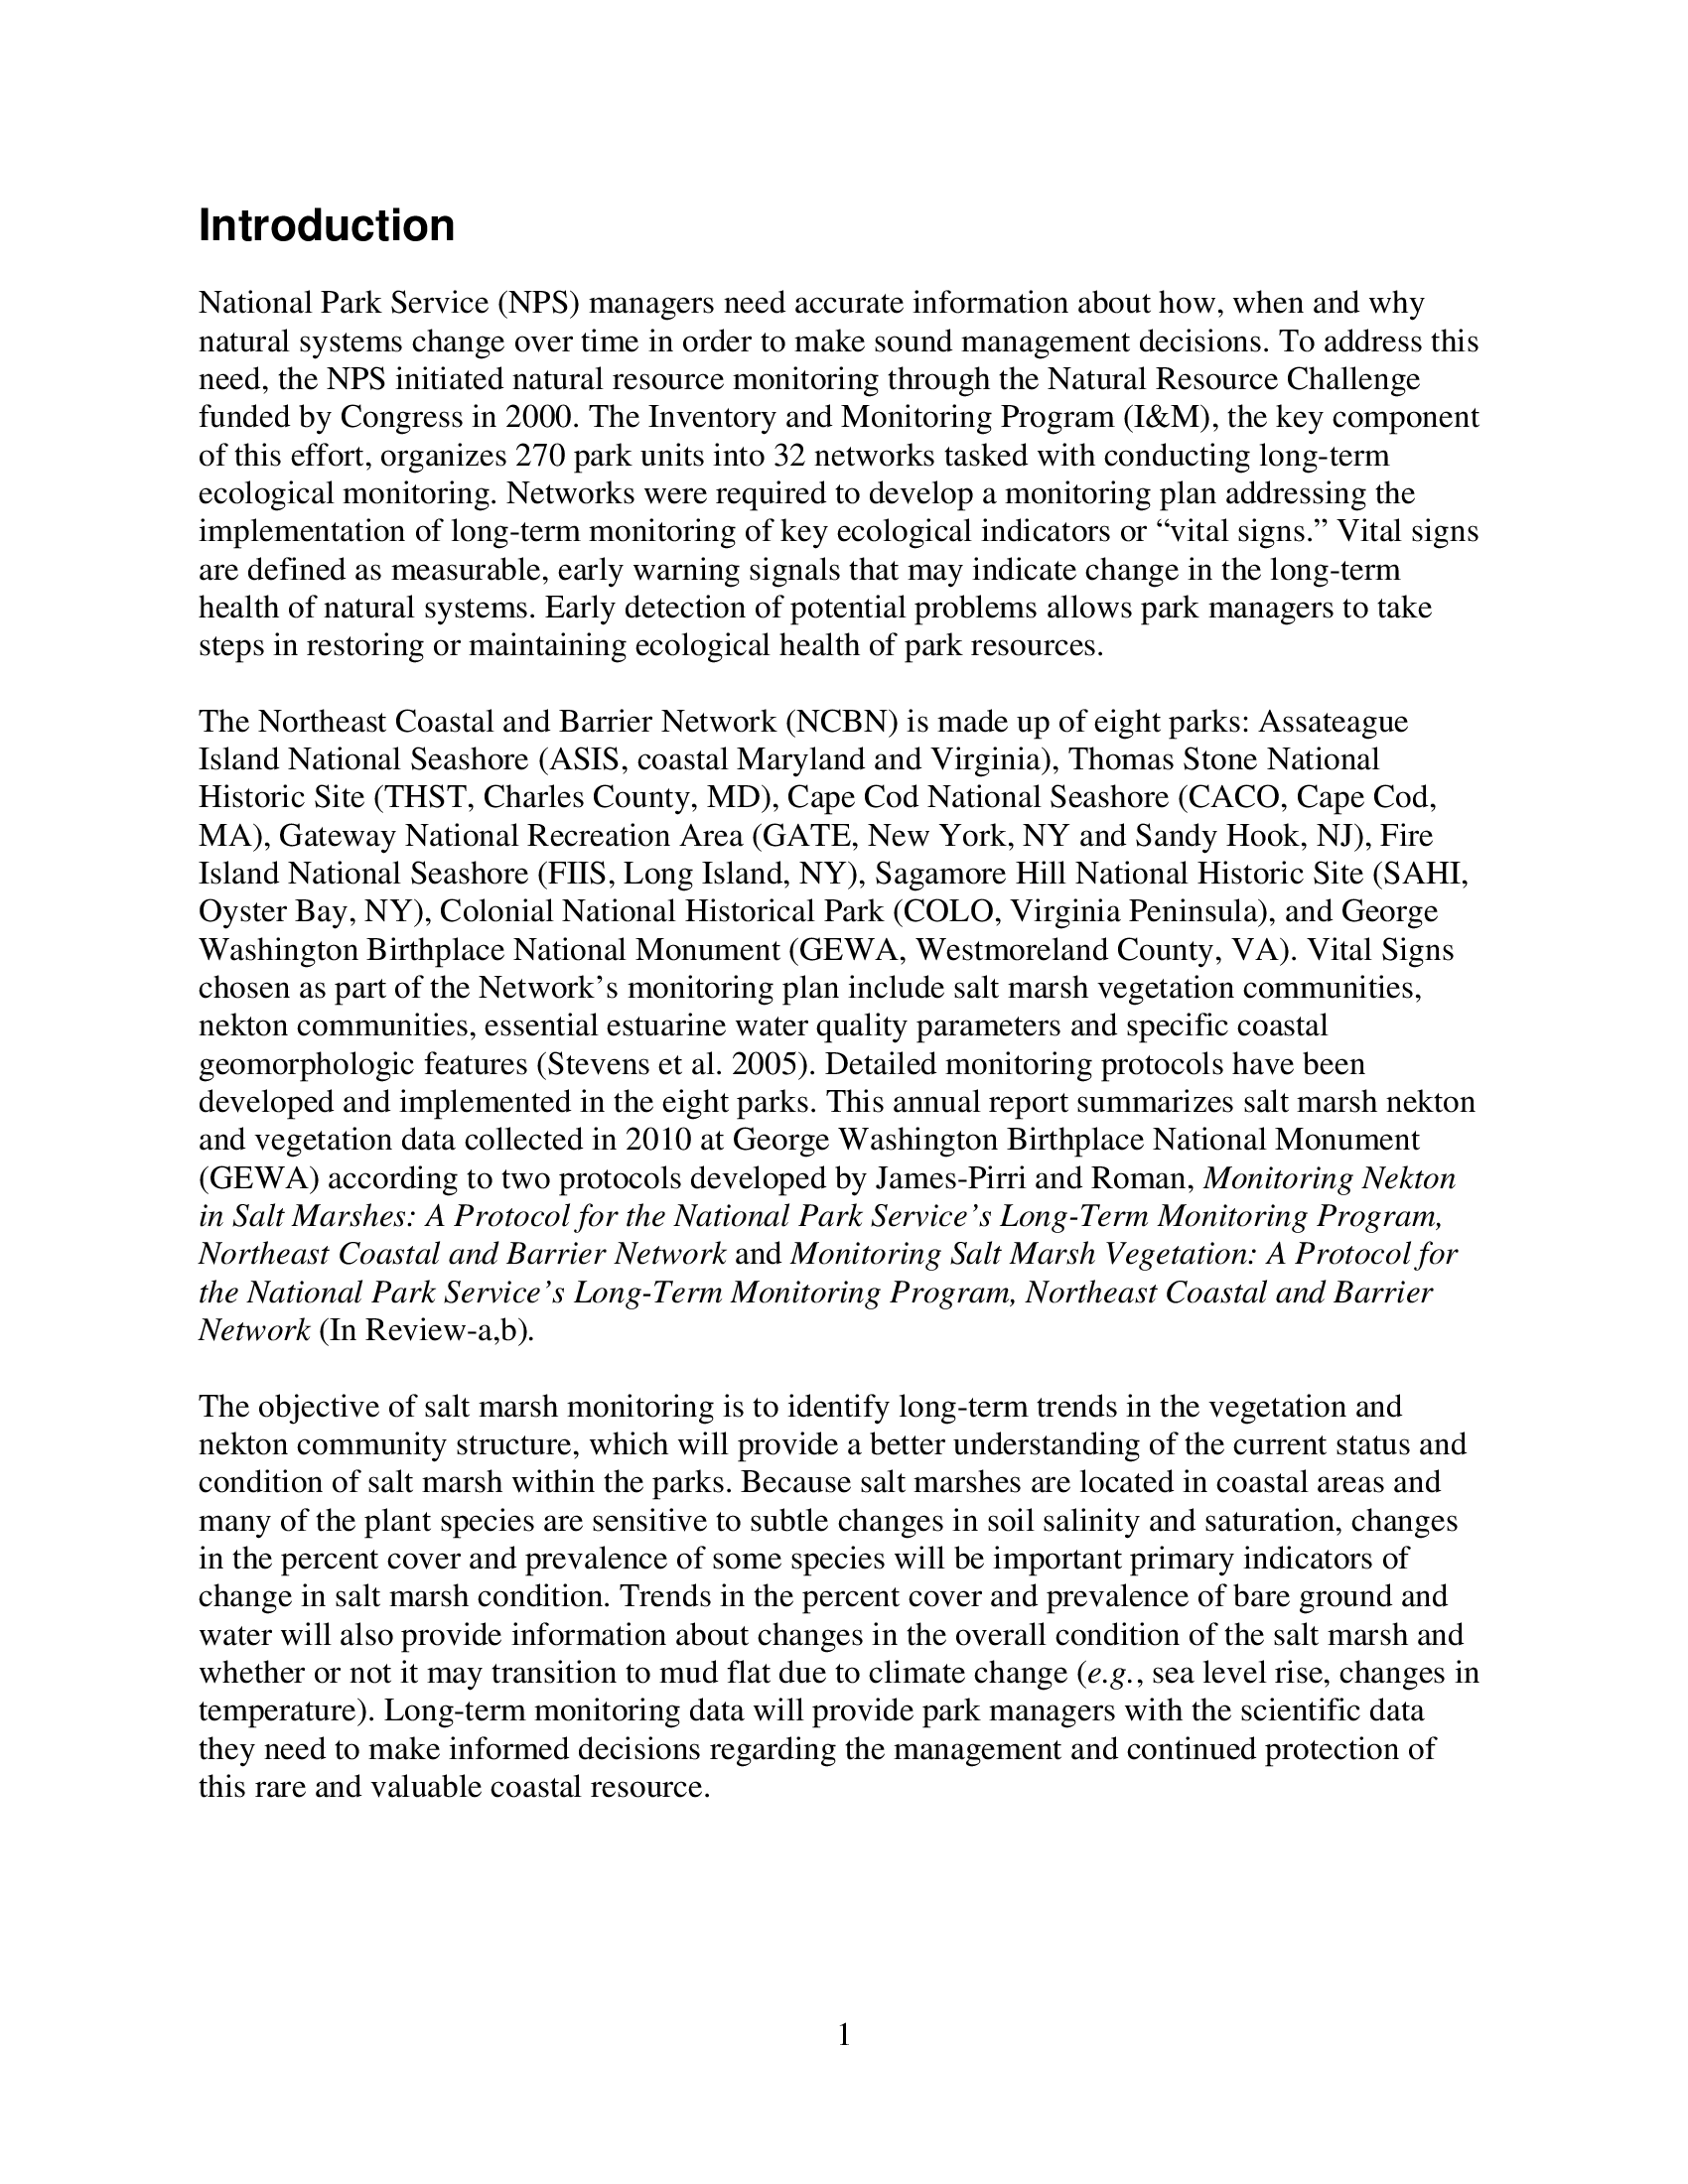 Introduction
National Park Service (NPS) managers need accurate information about how, when and why
natural systems change over time in order to make sound management decisions. To address this
need, the NPS initiated natural resource monitoring through the Natural Resource Challenge
funded by Congress in 2000. The Inventory and Monitoring Program (I&M), the key component
of this effort, organizes 270 park units into 32 networks tasked with conducting long-term
ecological monitoring. Networks were required to develop a monitoring plan addressing the
implementation of long-term monitoring of key ecological indicators or “vital signs.” Vital signs
are defined as measurable, early warning signals that may indicate change in the long-term
health of natural systems. Early detection of potential problems allows park managers to take
steps in restoring or maintaining ecological health of park resources.
The Northeast Coastal and Barrier Network (NCBN) is made up of eight parks: Assateague
Island National Seashore (ASIS, coastal Maryland and Virginia), Thomas Stone National
Historic Site (THST, Charles County, MD), Cape Cod National Seashore (CACO, Cape Cod,
MA), Gateway National Recreation Area (GATE, New York, NY and Sandy Hook, NJ), Fire
Island National Seashore (FIIS, Long Island, NY), Sagamore Hill National Historic Site (SAHI,
Oyster Bay, NY), Colonial National Historical Park (COLO, Virginia Peninsula), and George
Washington Birthplace National Monument (GEWA, Westmoreland County, VA). Vital Signs
chosen as part of the Network’s monitoring plan include salt marsh vegetation communities,
nekton communities, essential estuarine water quality parameters and specific coastal
geomorphologic features (Stevens et al. 2005). Detailed monitoring protocols have been
developed and implemented in the eight parks. This annual report summarizes salt marsh nekton
and vegetation data collected in 2010 at George Washington Birthplace National Monument
(GEWA) according to two protocols developed by James-Pirri and Roman, Monitoring Nekton
in Salt Marshes: A Protocol for the National Park Service’s Long-Term Monitoring Program,
Northeast Coastal and Barrier Network and Monitoring Salt Marsh Vegetation: A Protocol for
the National Park Service’s Long-Term Monitoring Program, Northeast Coastal and Barrier
Network (In Review-a,b).
The objective of salt marsh monitoring is to identify long-term trends in the vegetation and
nekton community structure, which will provide a better understanding of the current status and
condition of salt marsh within the parks. Because salt marshes are located in coastal areas and
many of the plant species are sensitive to subtle changes in soil salinity and saturation, changes
in the percent cover and prevalence of some species will be important primary indicators of
change in salt marsh condition. Trends in the percent cover and prevalence of bare ground and
water will also provide information about changes in the overall condition of the salt marsh and
whether or not it may transition to mud flat due to climate change (e.g., sea level rise, changes in
temperature). Long-term monitoring data will provide park managers with the scientific data
they need to make informed decisions regarding the management and continued protection of
this rare and valuable coastal resource.
1